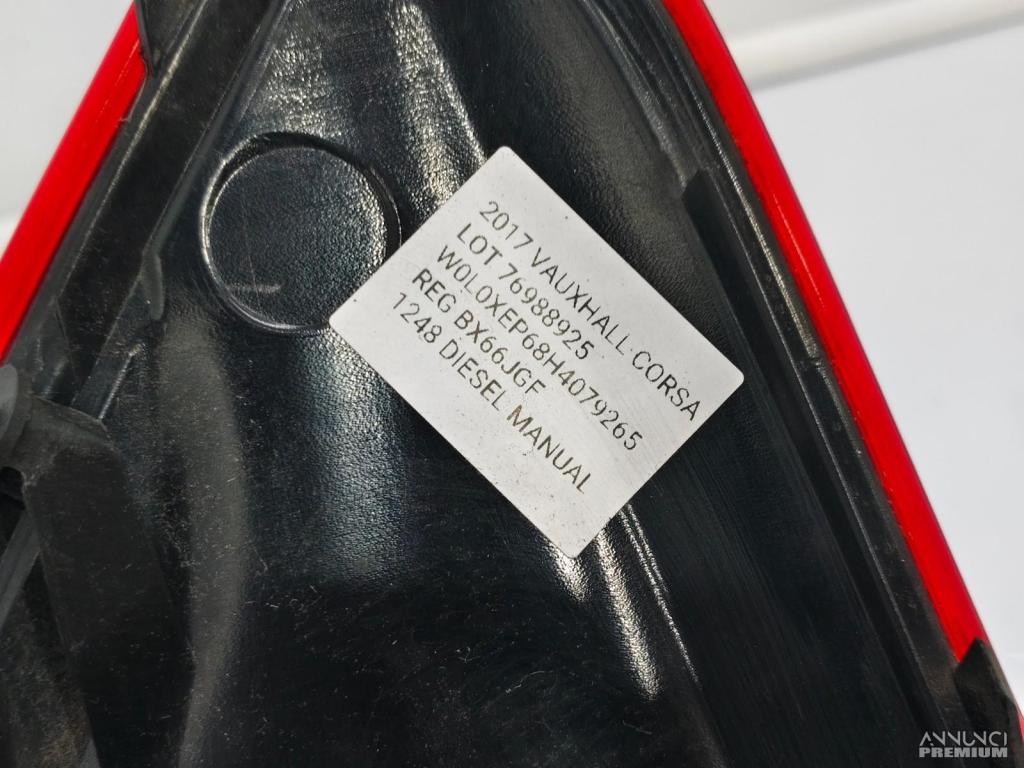 2017 VAUXHALL CORSA
LOT 76988925
W0L0XEP68H4079265
REG BX66JGF
1248 DIESEL MANUAL
ANNUNCI
PREMIUM